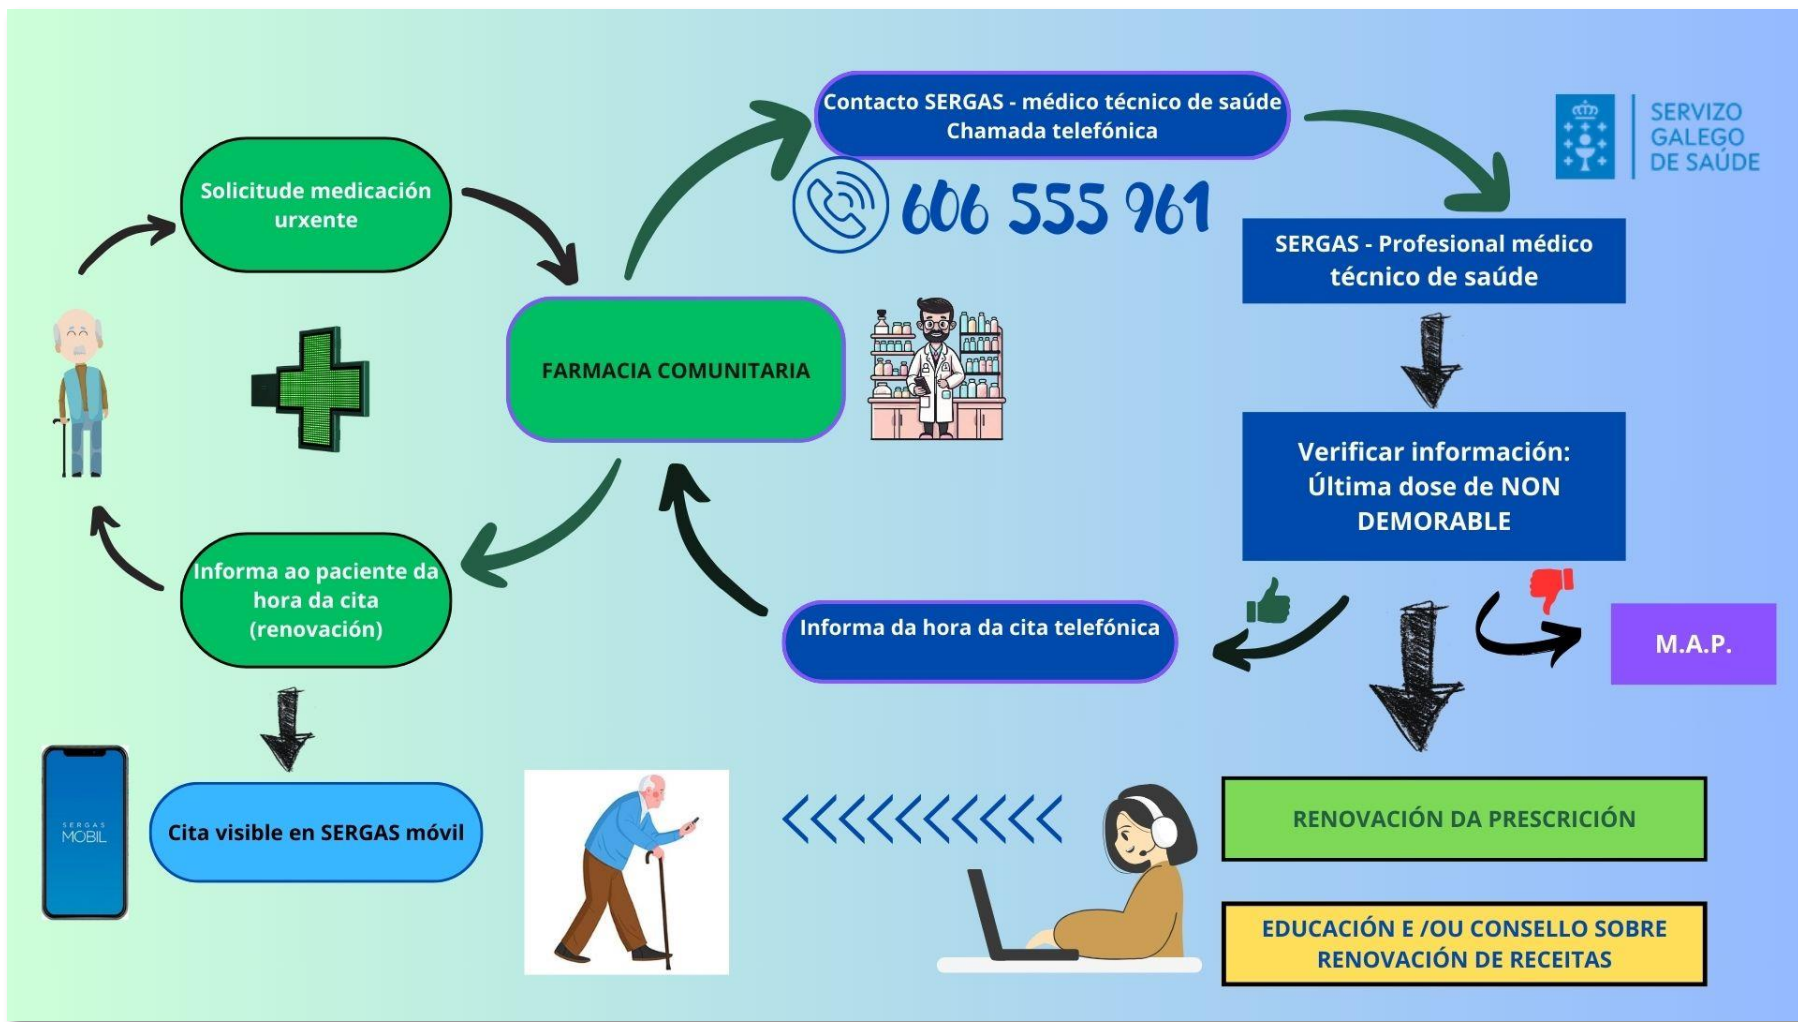 Contacto SERGAS - médico técnico de saúde
Chamada telefónica
SERVIZO
GALEGO
DE SAÚDE
Solicitude medicación
urxente
606 555 961
SERGAS - Profesional médico
técnico de saúde
FARMACIA COMUNITARIA
Verificar información:
Última dose de NON
DEMORABLE
Informa ao paciente da
hora da cita
(renovación)
Informa da hora da cita telefónica
M.A.P.
SERGAS
MOBIL
Cita visible en SERGAS móvil
RENOVACIÓN DA PRESCRICIÓN
EDUCACIÓN E /OU CONSELLO SOBRE
RENOVACIÓN DE RECEITAS